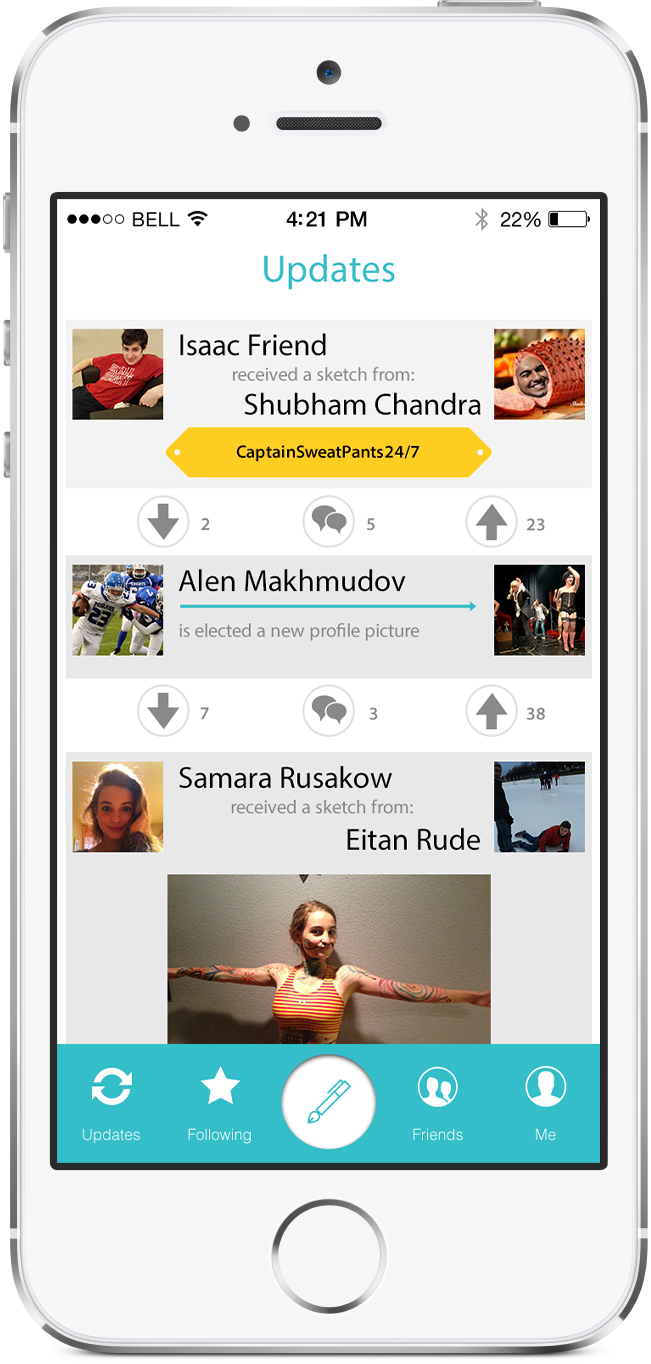 BELL 4:21 PM 22%
Updates
Isaac Friend
received a sketch from:
Shubham Chandra
CaptainSweatPants24/7
2 5 23
Alen Makhmudov
23
is elected a new profile picture
7 3 38
Samara Rusakow
received a sketch from:
Eitan Rude
Updates Following Friends Me